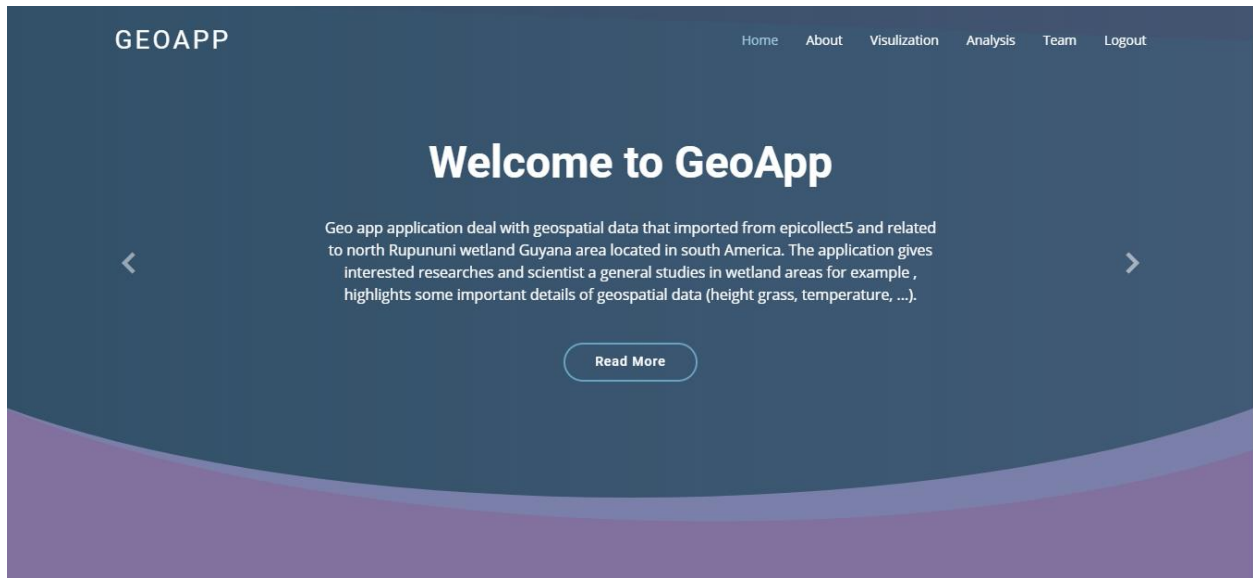 GEOAPP
Home About Visulization Analysis Team Logout
Welcome to GeoApp
Geo app application deal with geospatial data that imported from epicollect5 and related
to north Rupununi wetland Guyana area located in south America. The application gives
interested researches and scientist a general studies in wetland areas for example ,
highlights some important details of geospatial data (height grass, temperature, ...).
Read More